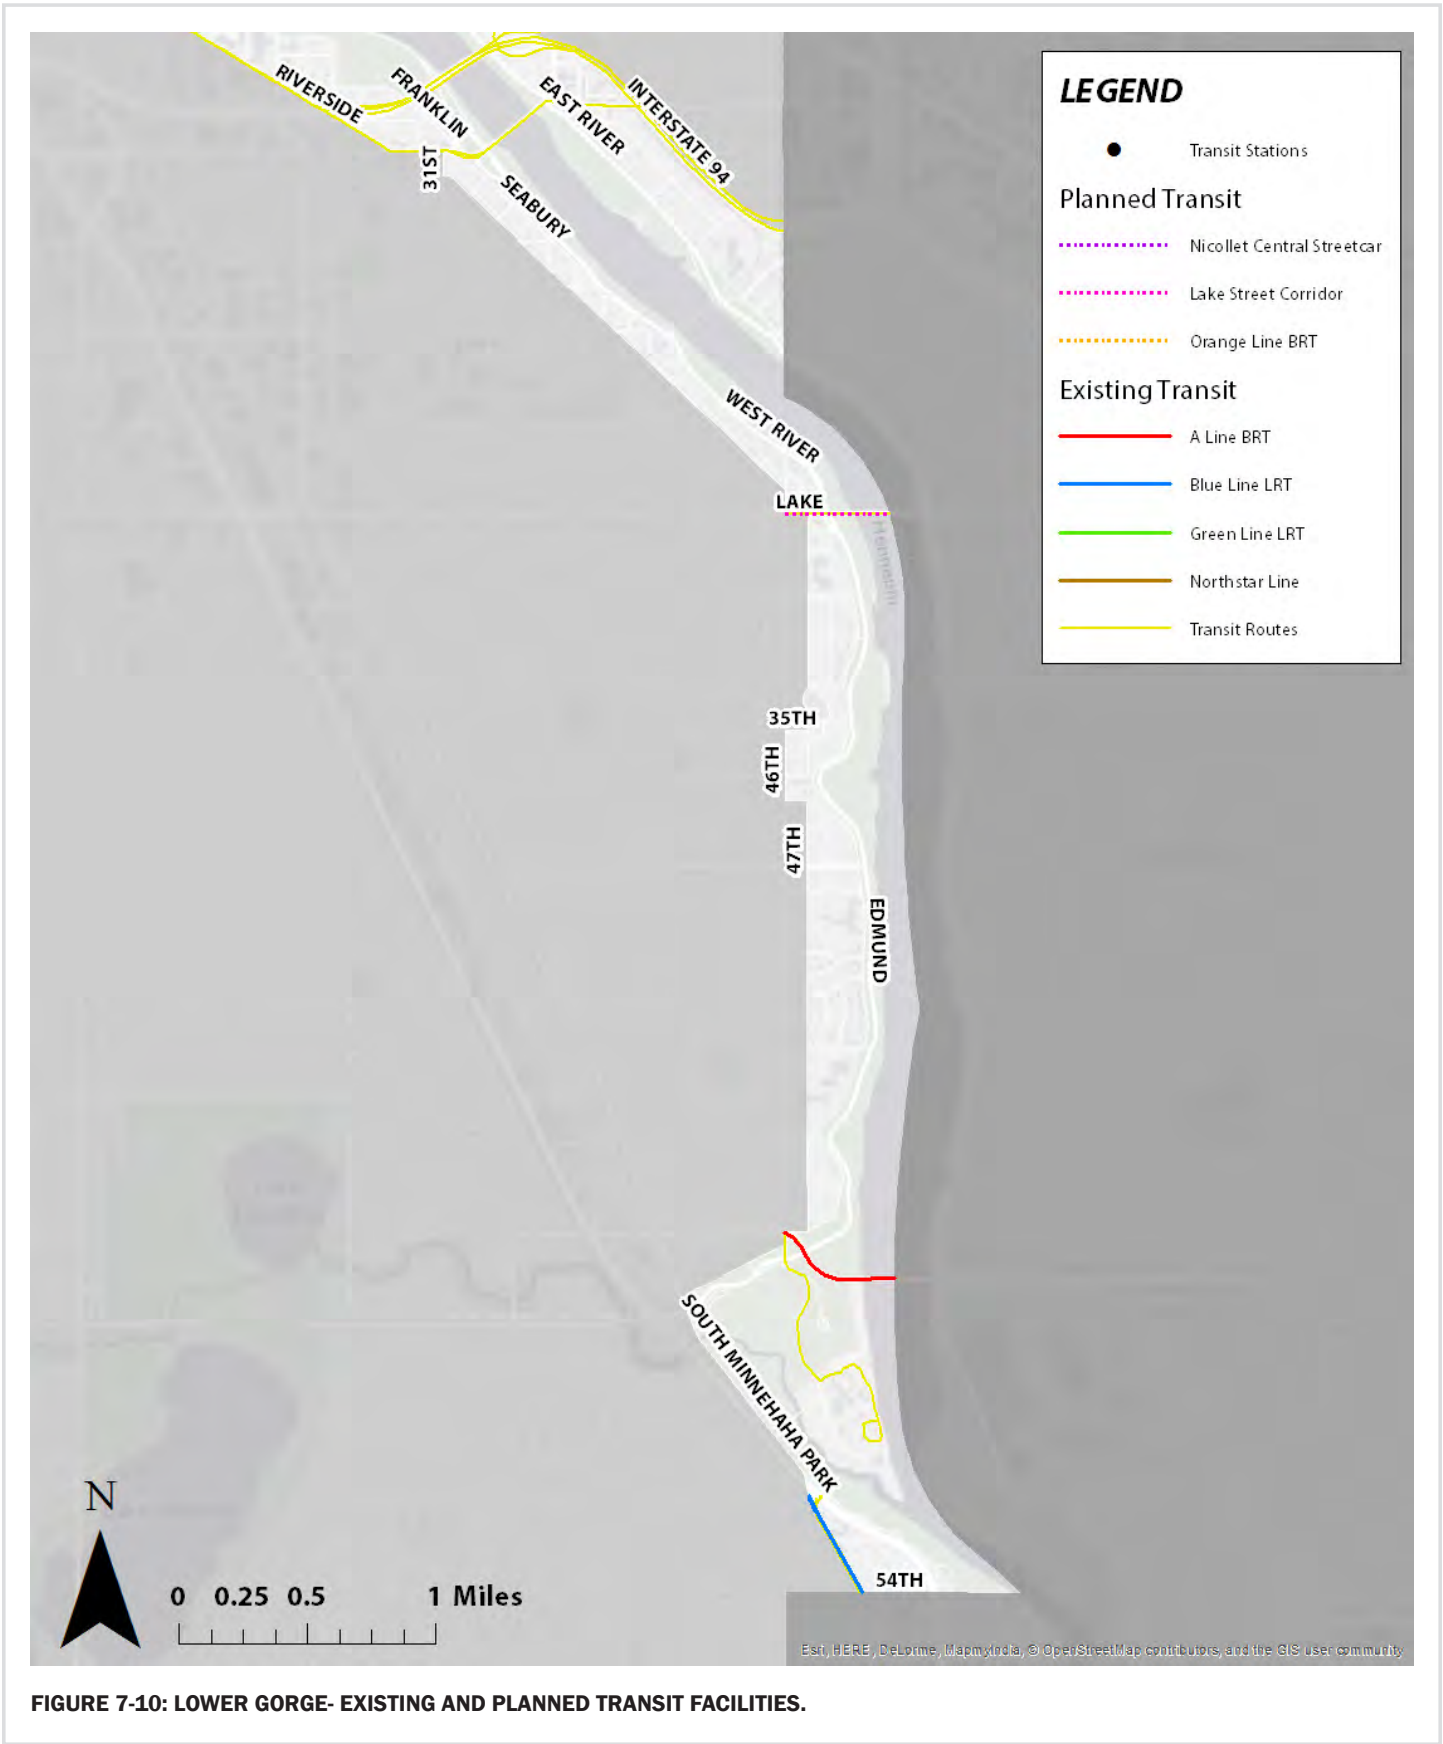 RIVERSIDE
FRANKLIN
EAST RIVER
INTERSTATE 94
31ST
SEABURY
WEST RIVER
LAKE
Hennepin
35TH
46TH
47TH
EDMUND
SOUTH MINNEHAHA PARK
54TH
LEGEND
Transit Stations
Planned Transit
Nicollet Central Streetcar
Lake Street Corridor
Orange Line BRT
Existing Transit
A Line BRT
Blue Line LRT
Green Line LRT
Northstar Line
Transit Routes
N
0 0.25 0.5 1 Miles
Esri, HERE, DeLorme, MapmyIndia, © OpenStreetMap contributors, and the GIS user community
FIGURE 7-10: LOWER GORGE- EXISTING AND PLANNED TRANSIT FACILITIES.